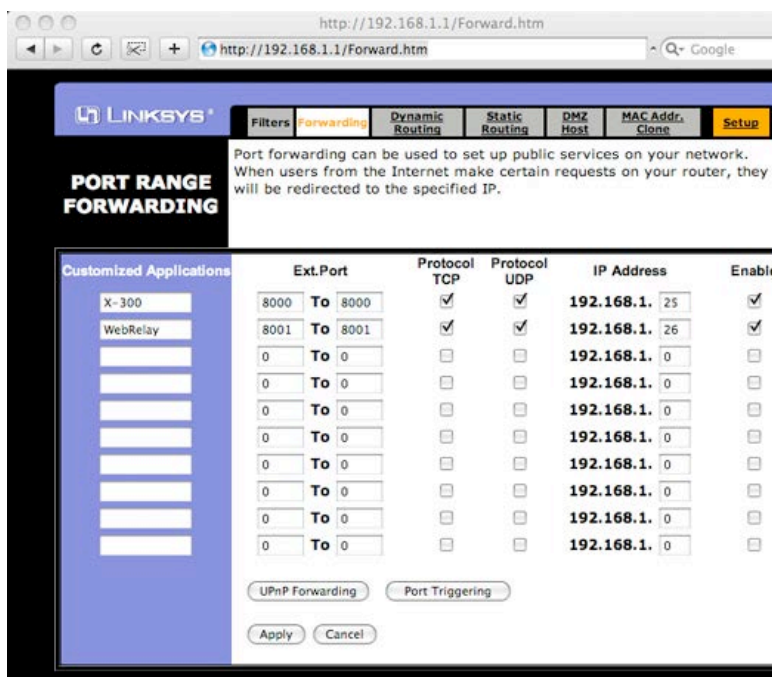 http://192.168.1.1/Forward.htm
http://192.168.1.1/Forward.htm
Google
LINKSYS®
Filters Forwarding Dynamic Routing Static Routing DMZ Host MAC Addr. Clone Setup
PORT RANGE
FORWARDING
Port forwarding can be used to set up public services on your network.
When users from the Internet make certain requests on your router, they
will be redirected to the specified IP.
Customized Applications Ext.Port Protocol TCP Protocol UDP IP Address Enable
X-300 8000 To 8000 192.168.1. 25
WebRelay 8001 To 8001 192.168.1. 26
0 To 0 192.168.1. 0
0 To 0 192.168.1. 0
0 To 0 192.168.1. 0
0 To 0 192.168.1. 0
0 To 0 192.168.1. 0
0 To 0 192.168.1. 0
0 To 0 192.168.1. 0
0 To 0 192.168.1. 0
UPnP Forwarding Port Triggering
Apply Cancel